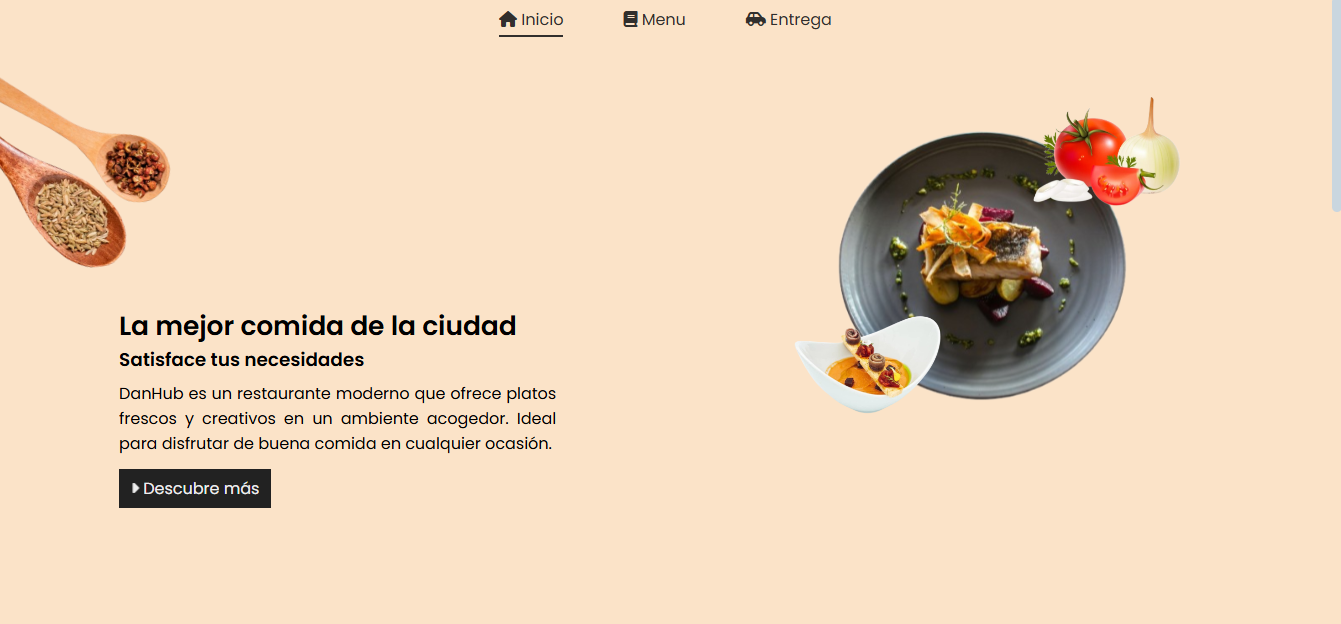 Inicio Menu Entrega
La mejor comida de la ciudad
Satisface tus necesidades
DanHub es un restaurante moderno que ofrece platos
frescos y creativos en un ambiente acogedor. Ideal
para disfrutar de buena comida en cualquier ocasión.
Descubre más